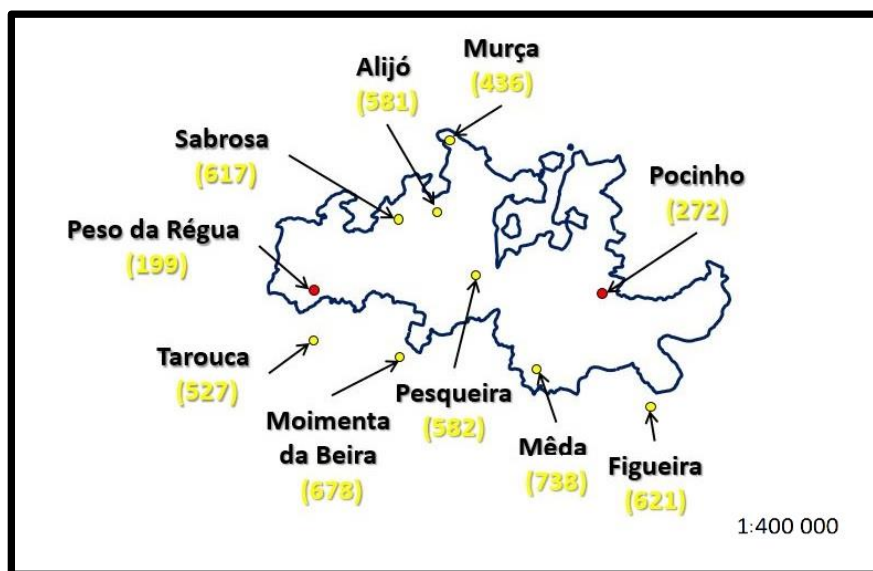 Murça
(436)
Alijó
(581)
Sabrosa
(617)
Pocinho
(272)
Peso da Régua
(199)
Tarouca
(527)
Moimenta
da Beira
(678)
Pesqueira
(582)
Mêda
(738)
Figueira
(621)
1:400 000